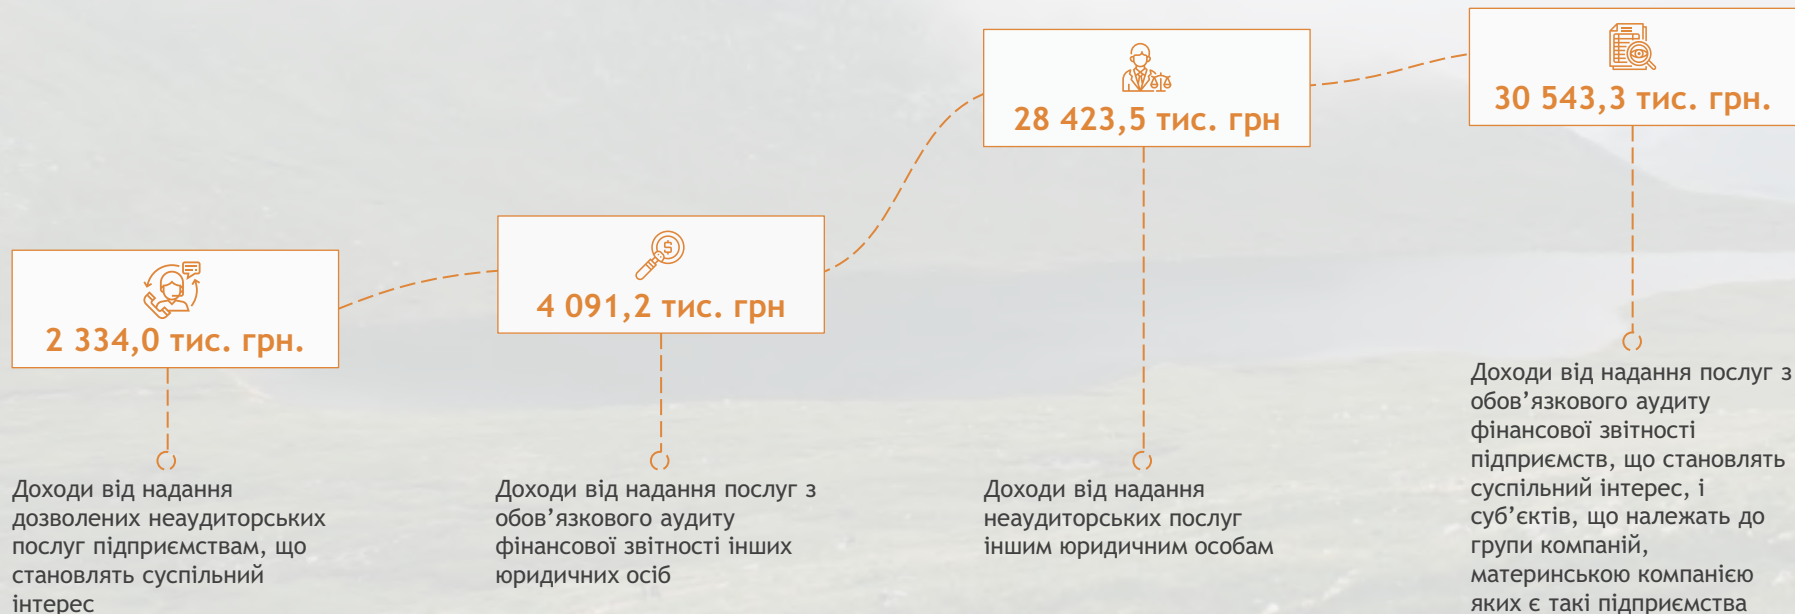 2 334,0 тис. грн.
Доходи від надання
дозволених неаудиторських
послуг підприємствам, що
становлять суспільний
інтерес
4 091,2 тис. грн
Доходи від надання послуг з
обов’язкового аудиту
фінансової звітності інших
юридичних осіб
28 423,5 тис. грн
Доходи від надання
неаудиторських послуг
іншим юридичним особам
30 543,3 тис. грн.
Доходи від надання послуг з
обов’язкового аудиту
фінансової звітності
підприємств, що становлять
суспільний інтерес, і
суб’єктів, що належать до
групи компаній,
материнською компанією
яких є такі підприємства